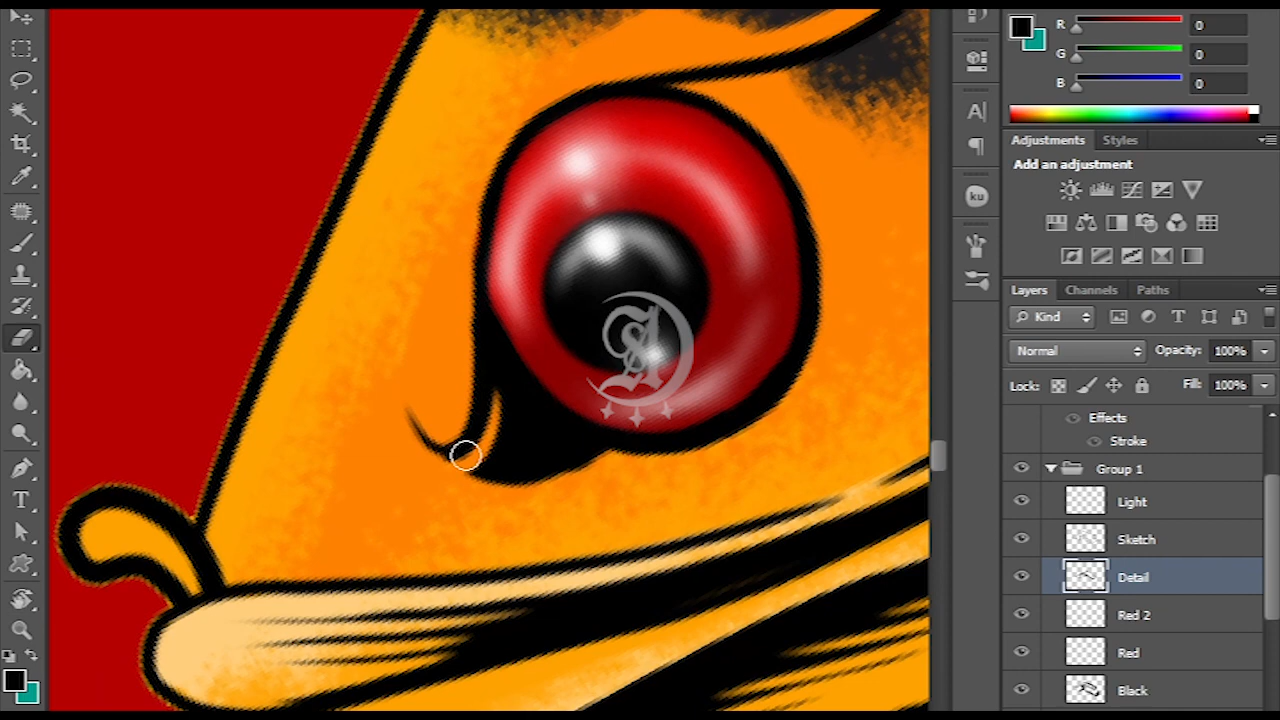 R 0
G 0
B 0
A|
ku
Adjustments Styles
Add an adjustment
Layers Channels Paths
Kind
T
Normal Opacity: 100%
Lock: Fill: 100%
Effects
Stroke
Group 1
Light
Sketch
Detail
Red 2
Red
Black
T